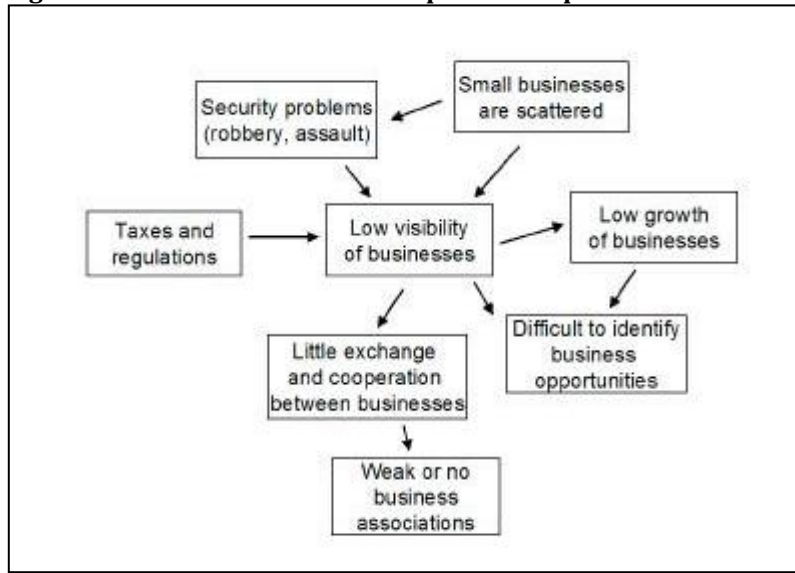 Small businesses
are scattered
Security problems
(robbery, assault)
Low growth
of businesses
Taxes and
regulations
Low visibility
of businesses
Difficult to identify
business
opportunities
Little exchange
and cooperation
between businesses
Weak or no
business
associations